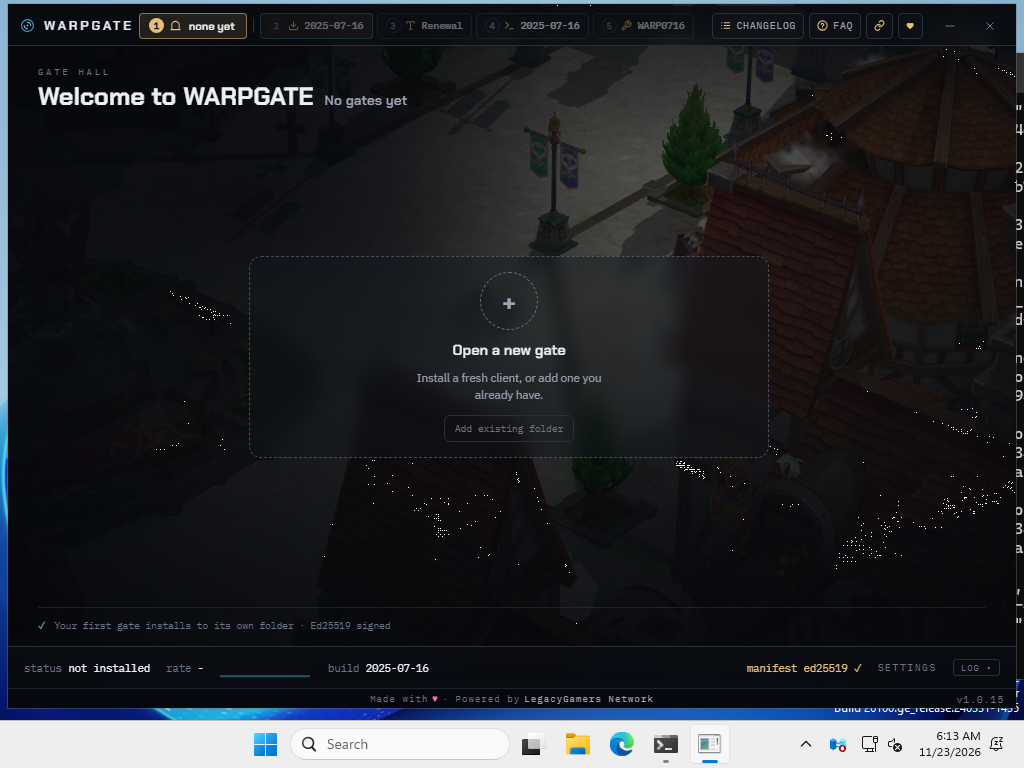 WARPGATE
1 none yet
2 2025-07-16
3 Renewal
4 2025-07-16
5 WARP0716
CHANGELOG
FAQ
GATE HALL
Welcome to WARPGATE No gates yet
+
Open a new gate
Install a fresh client, or add one you
already have.
Add existing folder
✓ Your first gate installs to its own folder · Ed25519 signed
status not installed rate - build 2025-07-16
manifest ed25519 ✓ SETTINGS LOG
Made with ♥ · Powered by LegacyGamers Network
v1.0.15
Search
6:13 AM
11/23/2026